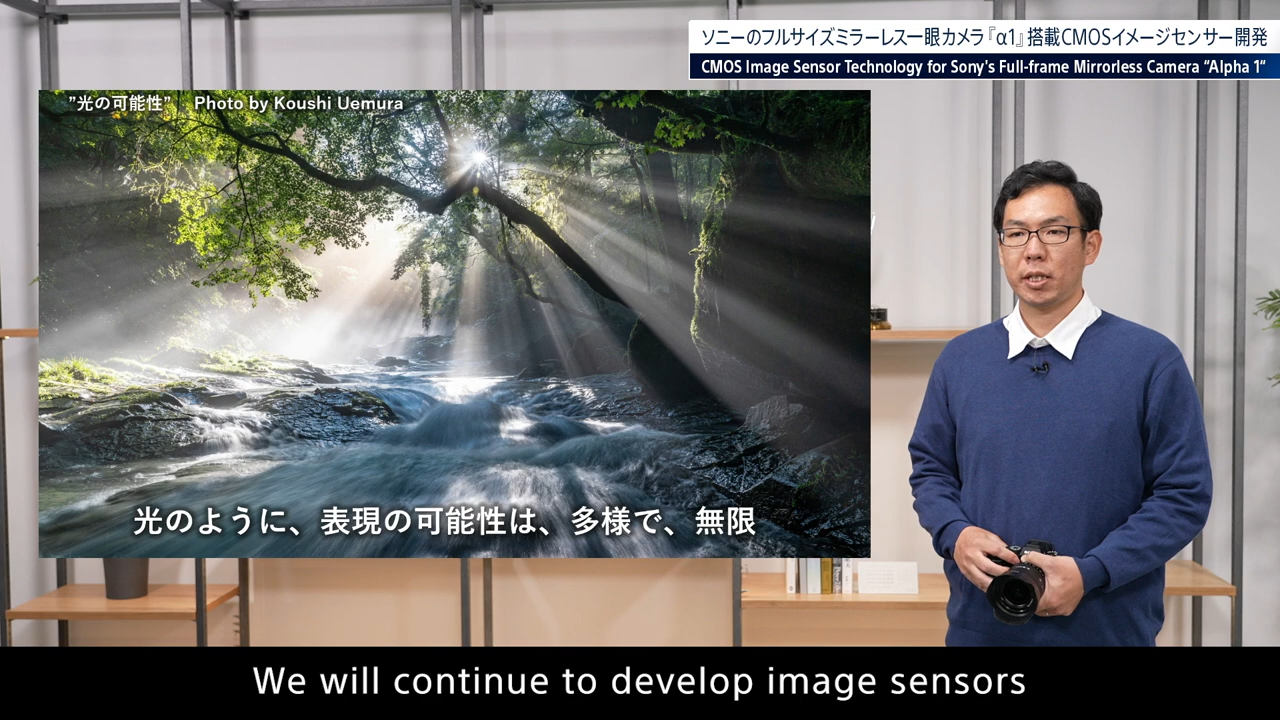 ソニーのフルサイズミラーレス一眼カメラ『α1』搭載CMOSイメージセンサー開発
CMOS Image Sensor Technology for Sony's Full-frame Mirrorless Camera “Alpha 1“
”光の可能性” Photo by Koushi Uemura
光のように、表現の可能性は、多様で、無限
We will continue to develop image sensors